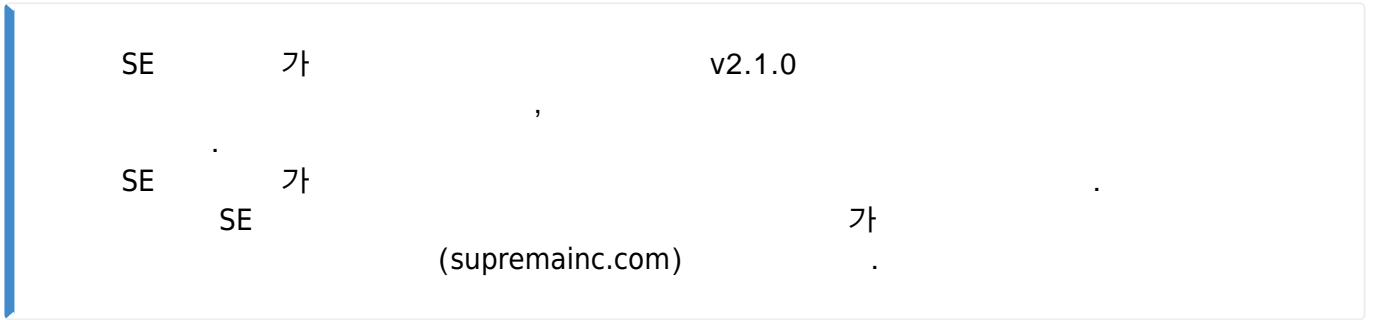 SE 가 v2.1.0
,
.
SE 가 .
SE 가
(supremainc.com) .